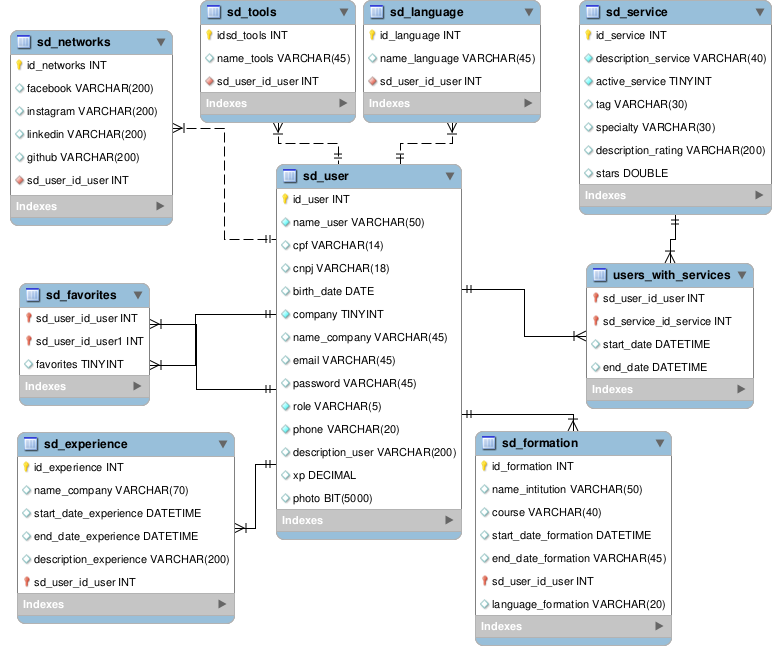 sd_networks
id_networks INT
facebook VARCHAR(200)
instagram VARCHAR(200)
linkedin VARCHAR(200)
github VARCHAR(200)
sd_user_id_user INT
Indexes
sd_tools
idsd_tools INT
name_tools VARCHAR(45)
sd_user_id_user INT
Indexes
sd_language
id_language INT
name_language VARCHAR(45)
sd_user_id_user INT
Indexes
sd_service
id_service INT
description_service VARCHAR(40)
active_service TINYINT
tag VARCHAR(30)
specialty VARCHAR(30)
description_rating VARCHAR(200)
stars DOUBLE
Indexes
sd_user
id_user INT
name_user VARCHAR(50)
cpf VARCHAR(14)
cnpj VARCHAR(18)
birth_date DATE
company TINYINT
name_company VARCHAR(45)
email VARCHAR(45)
password VARCHAR(45)
role VARCHAR(5)
phone VARCHAR(20)
description_user VARCHAR(200)
xp DECIMAL
photo BIT(5000)
Indexes
sd_favorites
sd_user_id_user INT
sd_user_id_user1 INT
favorites TINYINT
Indexes
users_with_services
sd_user_id_user INT
sd_service_id_service INT
start_date DATETIME
end_date DATETIME
Indexes
sd_experience
id_experience INT
name_company VARCHAR(70)
start_date_experience DATETIME
end_date_experience DATETIME
description_experience VARCHAR(200)
sd_user_id_user INT
Indexes
sd_formation
id_formation INT
name_intitution VARCHAR(50)
course VARCHAR(40)
start_date_formation DATETIME
end_date_formation VARCHAR(45)
sd_user_id_user INT
language_formation VARCHAR(20)
Indexes